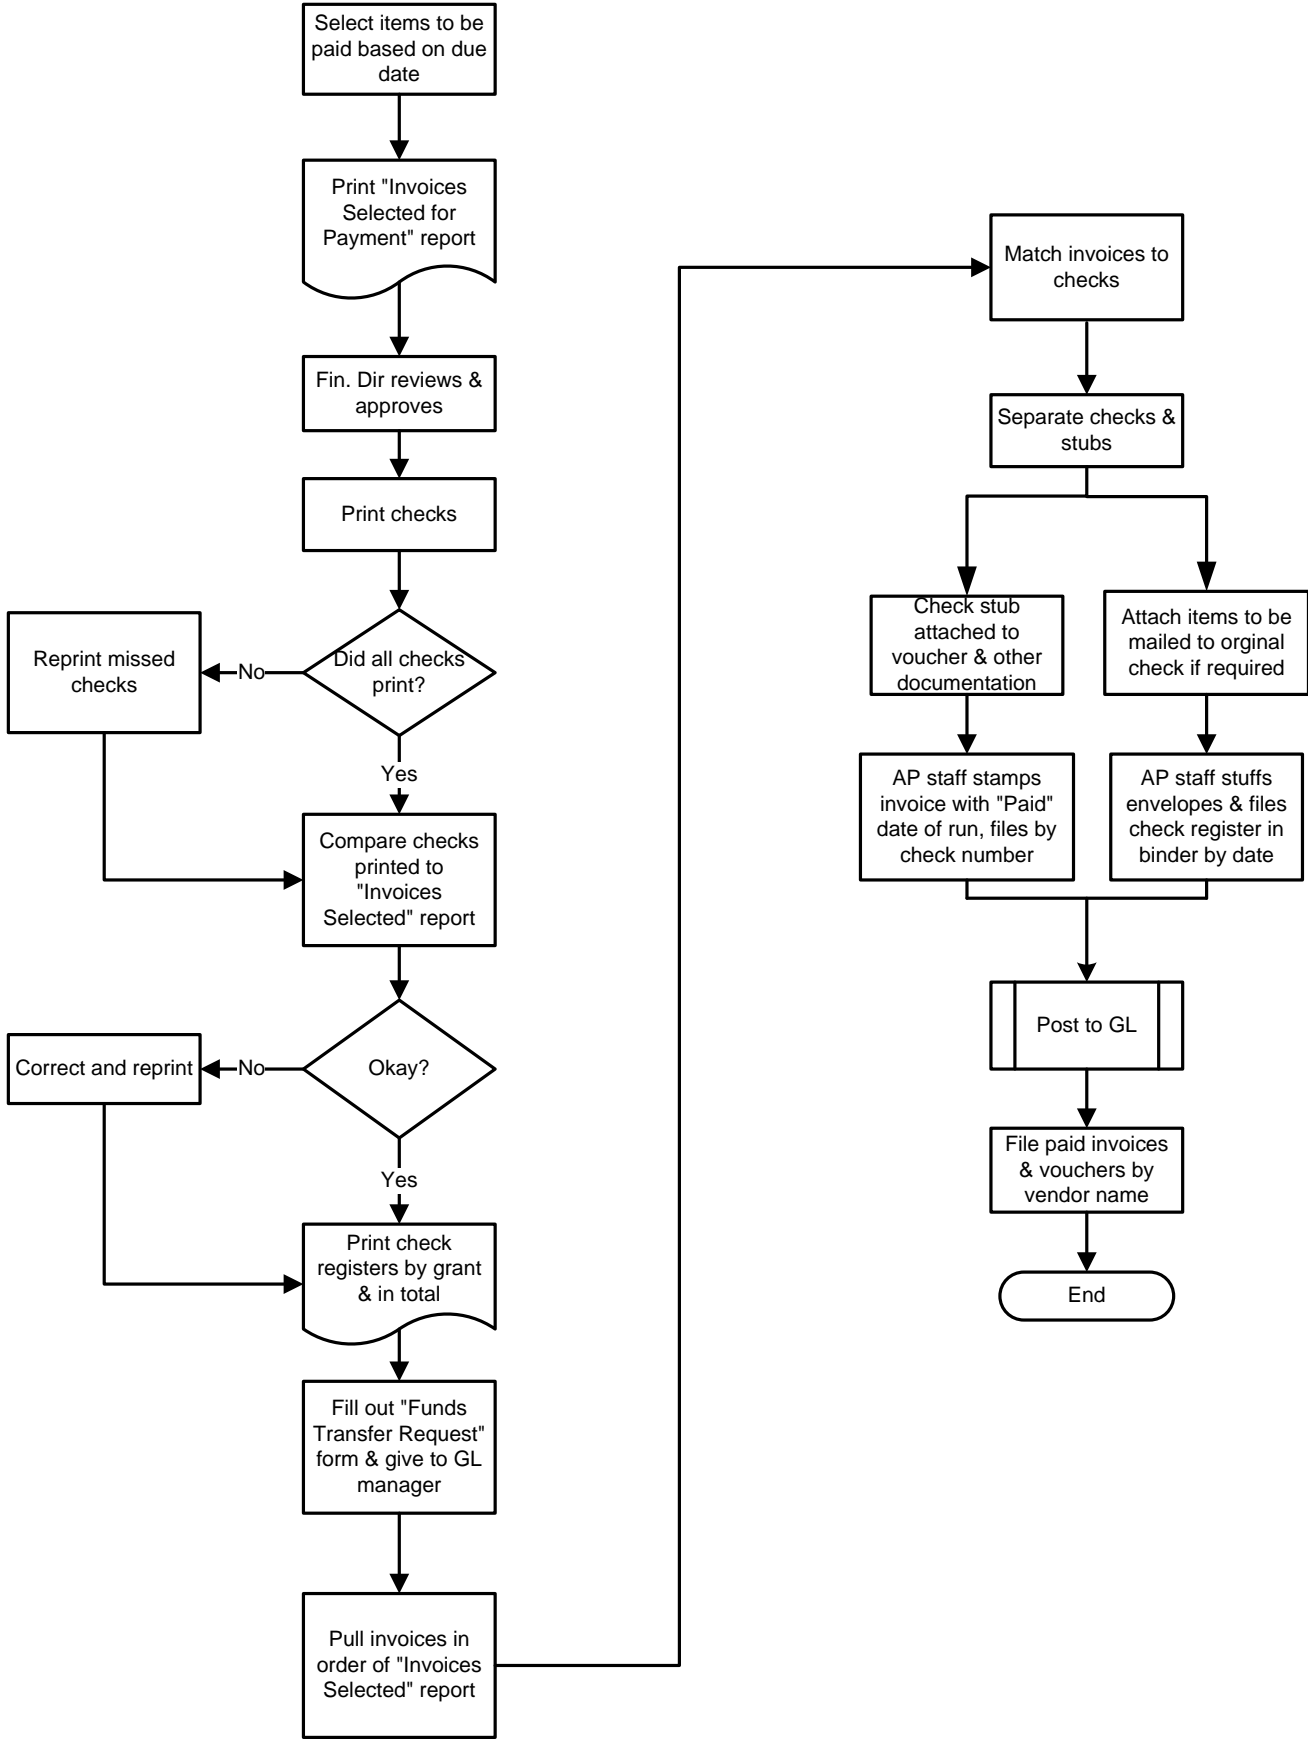 Select items to be
paid based on due
date
Print "Invoices
Selected for
Payment" report
Fin. Dir reviews &
approves
Print checks
Did all checks
print?
No
Reprint missed
checks
Yes
Compare checks
printed to
"Invoices
Selected" report
Okay?
No
Correct and reprint
Yes
Print check
registers by grant
& in total
Fill out "Funds
Transfer Request"
form & give to GL
manager
Pull invoices in
order of "Invoices
Selected" report
Match invoices to
checks
Separate checks &
stubs
Check stub
attached to
voucher & other
documentation
Attach items to be
mailed to orginal
check if required
AP staff stamps
invoice with "Paid"
date of run, files by
check number
AP staff stuffs
envelopes & files
check register in
binder by date
Post to GL
File paid invoices
& vouchers by
vendor name
End